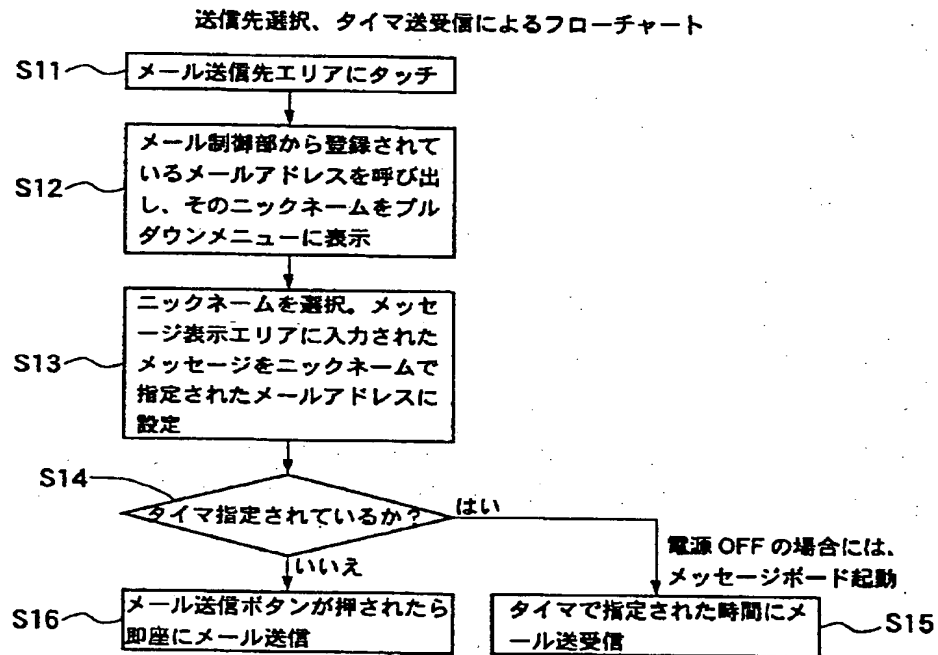 送信先選択、タイマ送受信によるフローチャート
S11
メール送信先エリアにタッチ
S12
メール制御部から登録されて
いるメールアドレスを呼び出
し、そのニックネームをプル
ダウンメニューに表示
S13
ニックネームを選択。メッセ
ージ表示エリアに入力された
メッセージをニックネームで
指定されたメールアドレスに
設定
S14
タイマ指定されているか?
はい
いいえ
電源 OFF の場合には、
メッセージボード起動
S16
メール送信ボタンが押されたら
即座にメール送信
タイマで指定された時間にメ
ール送受信
S15